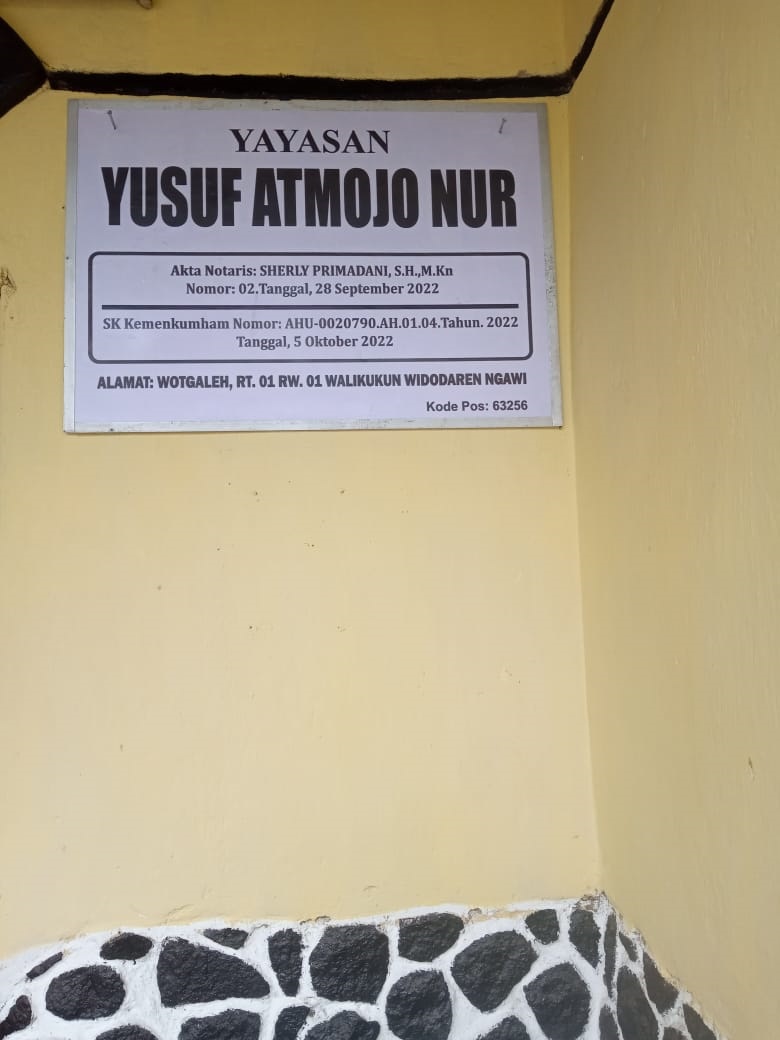 YAYASAN
YUSUF ATMOJO NUR
Akta Notaris: SHERLY PRIMADANI, S.H.,M.Kn
Nomor: 02.Tanggal, 28 September 2022
SK Kemenkumham Nomor: AHU-0020790.AH.01.04.Tahun. 2022
Tanggal, 5 Oktober 2022
ALAMAT: WOTGALEH, RT. 01 RW. 01 WALIKUKUN WIDODAREN NGAWI
Kode Pos: 63256